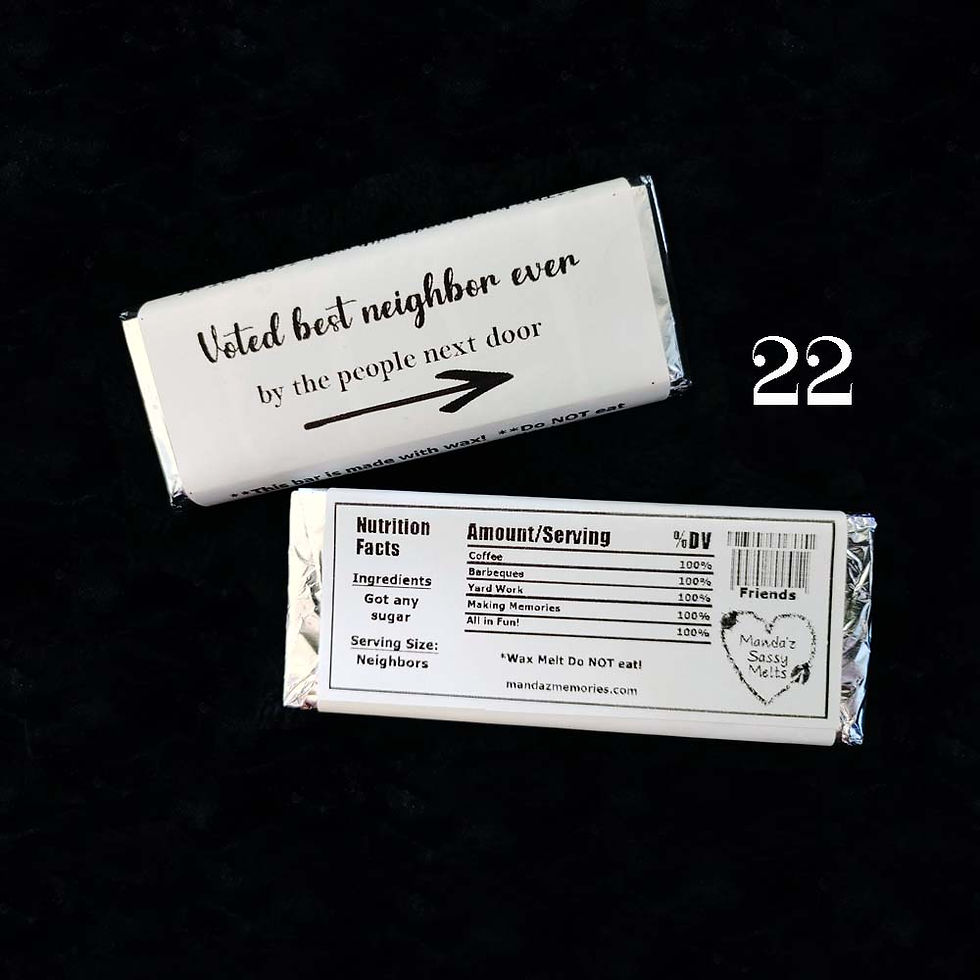 Voted best neighbor ever
by the people next door
**This bar is made with wax! **Do NOT eat
22
Nutrition
Facts
Ingredients
Got any
sugar
Serving Size:
Neighbors
Amount/Serving %DV
Coffee 100%
Barbeques 100%
Yard Work 100%
Making Memories 100%
All in Fun! 100%
*Wax Melt Do NOT eat!
mandazmemories.com
Friends
Manda'z
Sassy
Melts